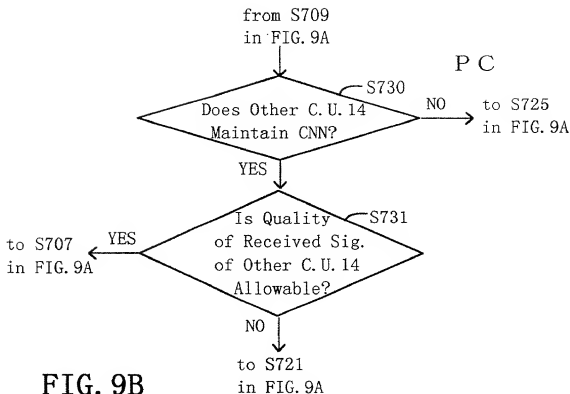 from S709
in FIG. 9A
P C
S730
Does Other C. U. 14
Maintain CNN?
NO
to S725
in FIG. 9A
YES
S731
Is Quality
of Received Sig.
of Other C. U. 14
Allowable?
YES
to S707
in FIG. 9A
NO
to S721
in FIG. 9A
FIG. 9B